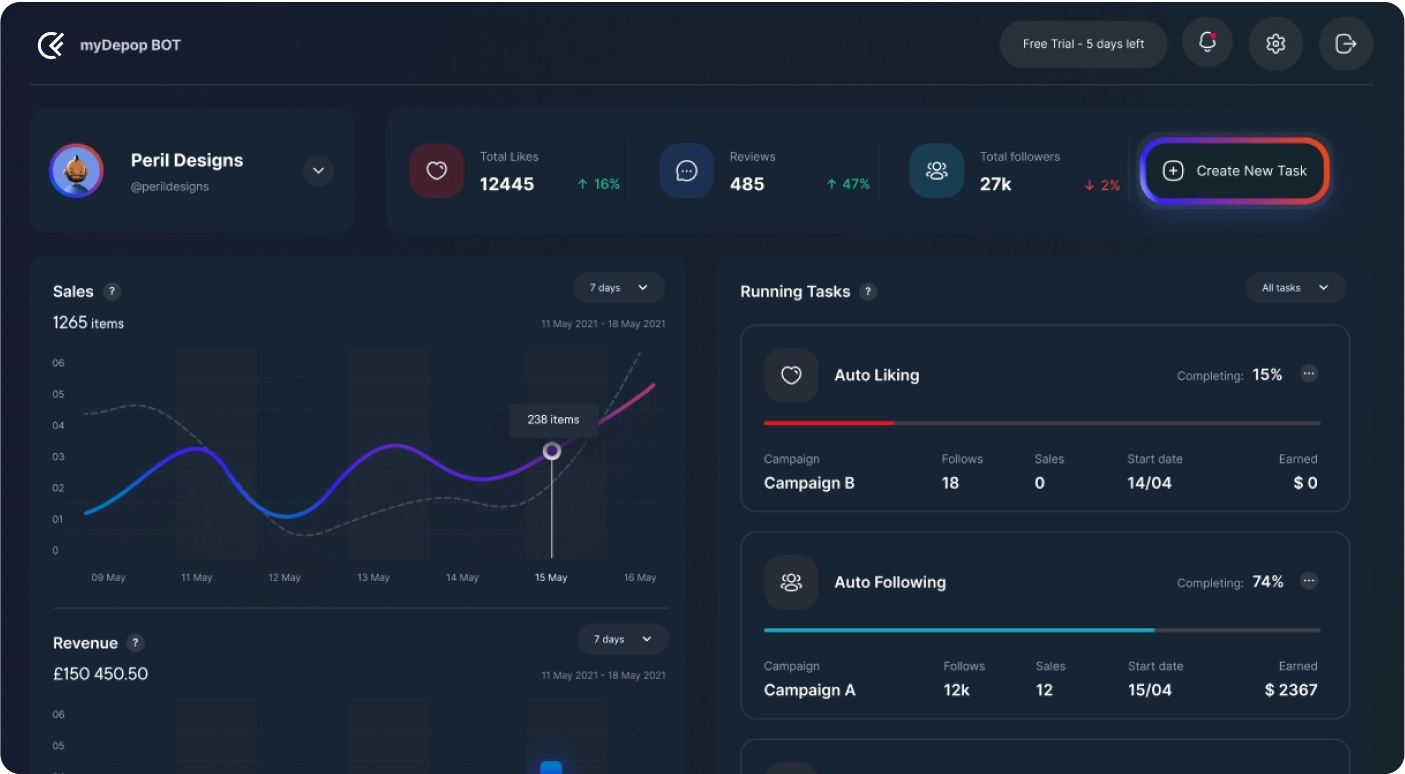 myDepop BOT
Free Trial - 5 days left
Peril Designs
@perildesigns
Total Likes
12445
↑ 16%
Reviews
485
↑ 47%
Total followers
27k
↓ 2%
Create New Task
Sales ?
7 days
1265 items
11 May 2021 - 18 May 2021
06
05
04
03
02
01
0
238 items
09 May 11 May 12 May 13 May 14 May 15 May 16 May
Revenue ?
7 days
£150 450.50
11 May 2021 - 18 May 2021
06
05
Running Tasks ?
All tasks
Auto Liking
Completing: 15%
Campaign Follows Sales Start date Earned
Campaign B 18 0 14/04 $ 0
Auto Following
Completing: 74%
Campaign Follows Sales Start date Earned
Campaign A 12k 12 15/04 $ 2367